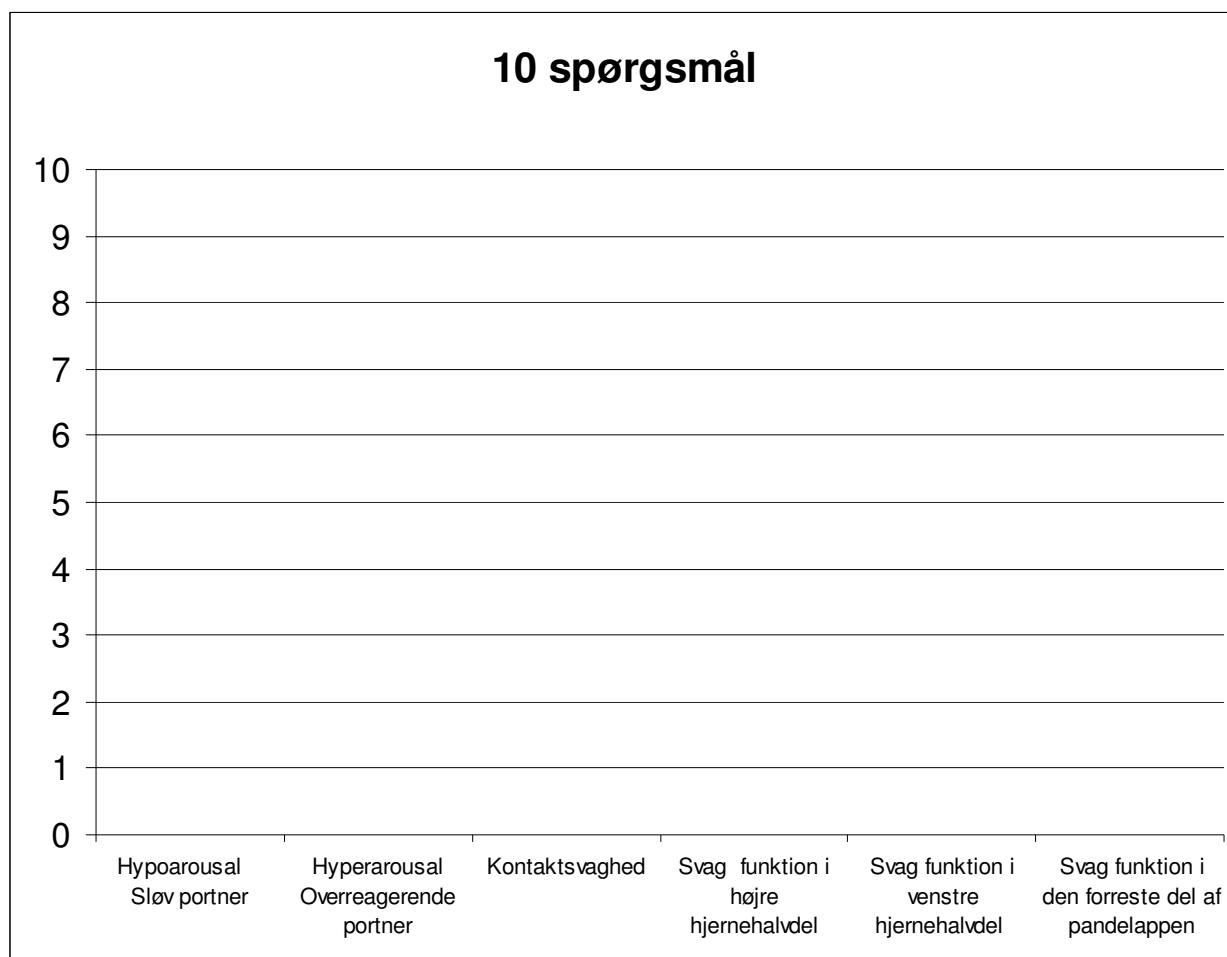 10 spørgsmål
10
9
8
7
6
5
4
3
2
1
0
Hypoarousal
Sløv portner
Hyperarousal
Overreagerende
portner
Kontaktsvaghed
Svag funktion i
højre
hjernehalvdel
Svag funktion i
venstre
hjernehalvdel
Svag funktion i
den forreste del af
pandelappen